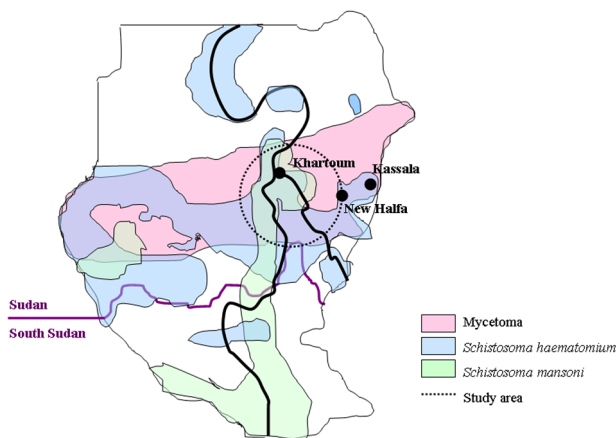 Khartoum
Kassala
New Halfa
Sudan
South Sudan
Mycetoma
Schistosoma haematomium
Schistosoma mansoni
Study area